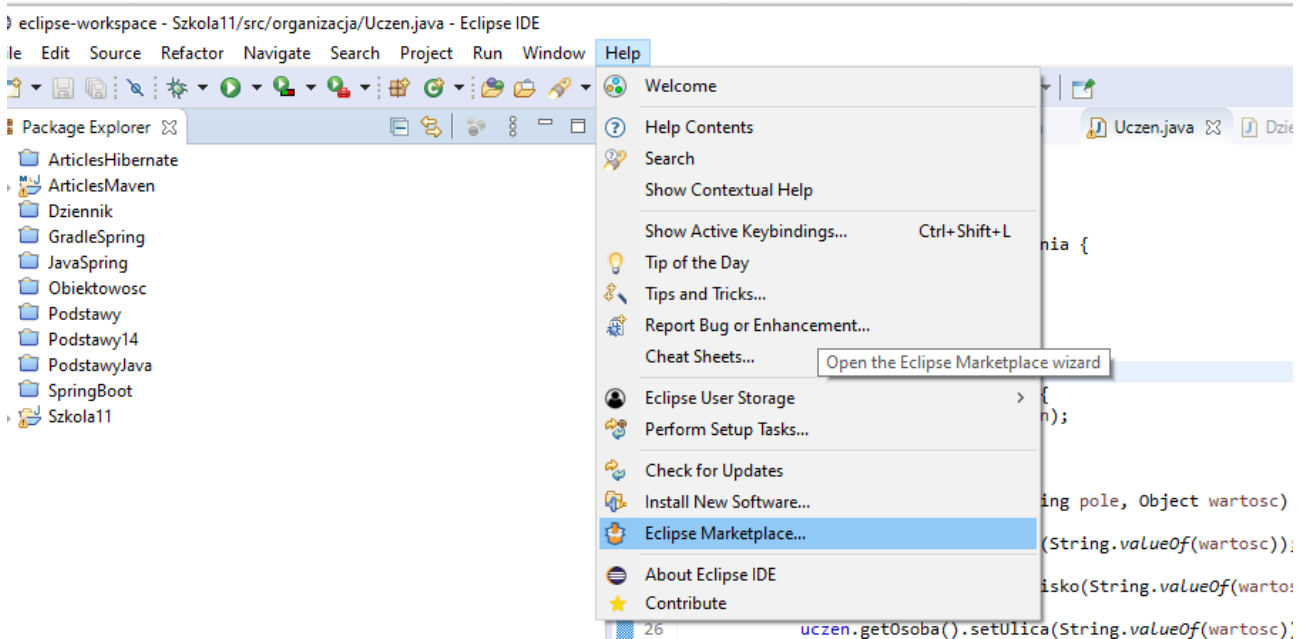 eclipse-workspace - Szkola11/src/organizacja/Uczen.java - Eclipse IDE
ile Edit Source Refactor Navigate Search Project Run Window Help
Package Explorer
ArticlesHibernate
ArticlesMaven
Dziennik
GradleSpring
JavaSpring
Obiektowosc
Podstawy
Podstawy14
PodstawyJava
SpringBoot
Szkola11
Welcome
Help Contents
Search
Show Contextual Help
Show Active Keybindings... Ctrl+Shift+L
Tip of the Day
Tips and Tricks...
Report Bug or Enhancement...
Cheat Sheets...
Open the Eclipse Marketplace wizard
Eclipse User Storage
Perform Setup Tasks...
Check for Updates
Install New Software...
Eclipse Marketplace...
About Eclipse IDE
Contribute
Uczen.java Dzie
nia {
{
n);
ing pole, Object wartosc)
(String.valueOf(wartosc));
isko(String.valueOf(wartos
26 uczen.getOsoba().setUlica(String.valueOf(wartosc))